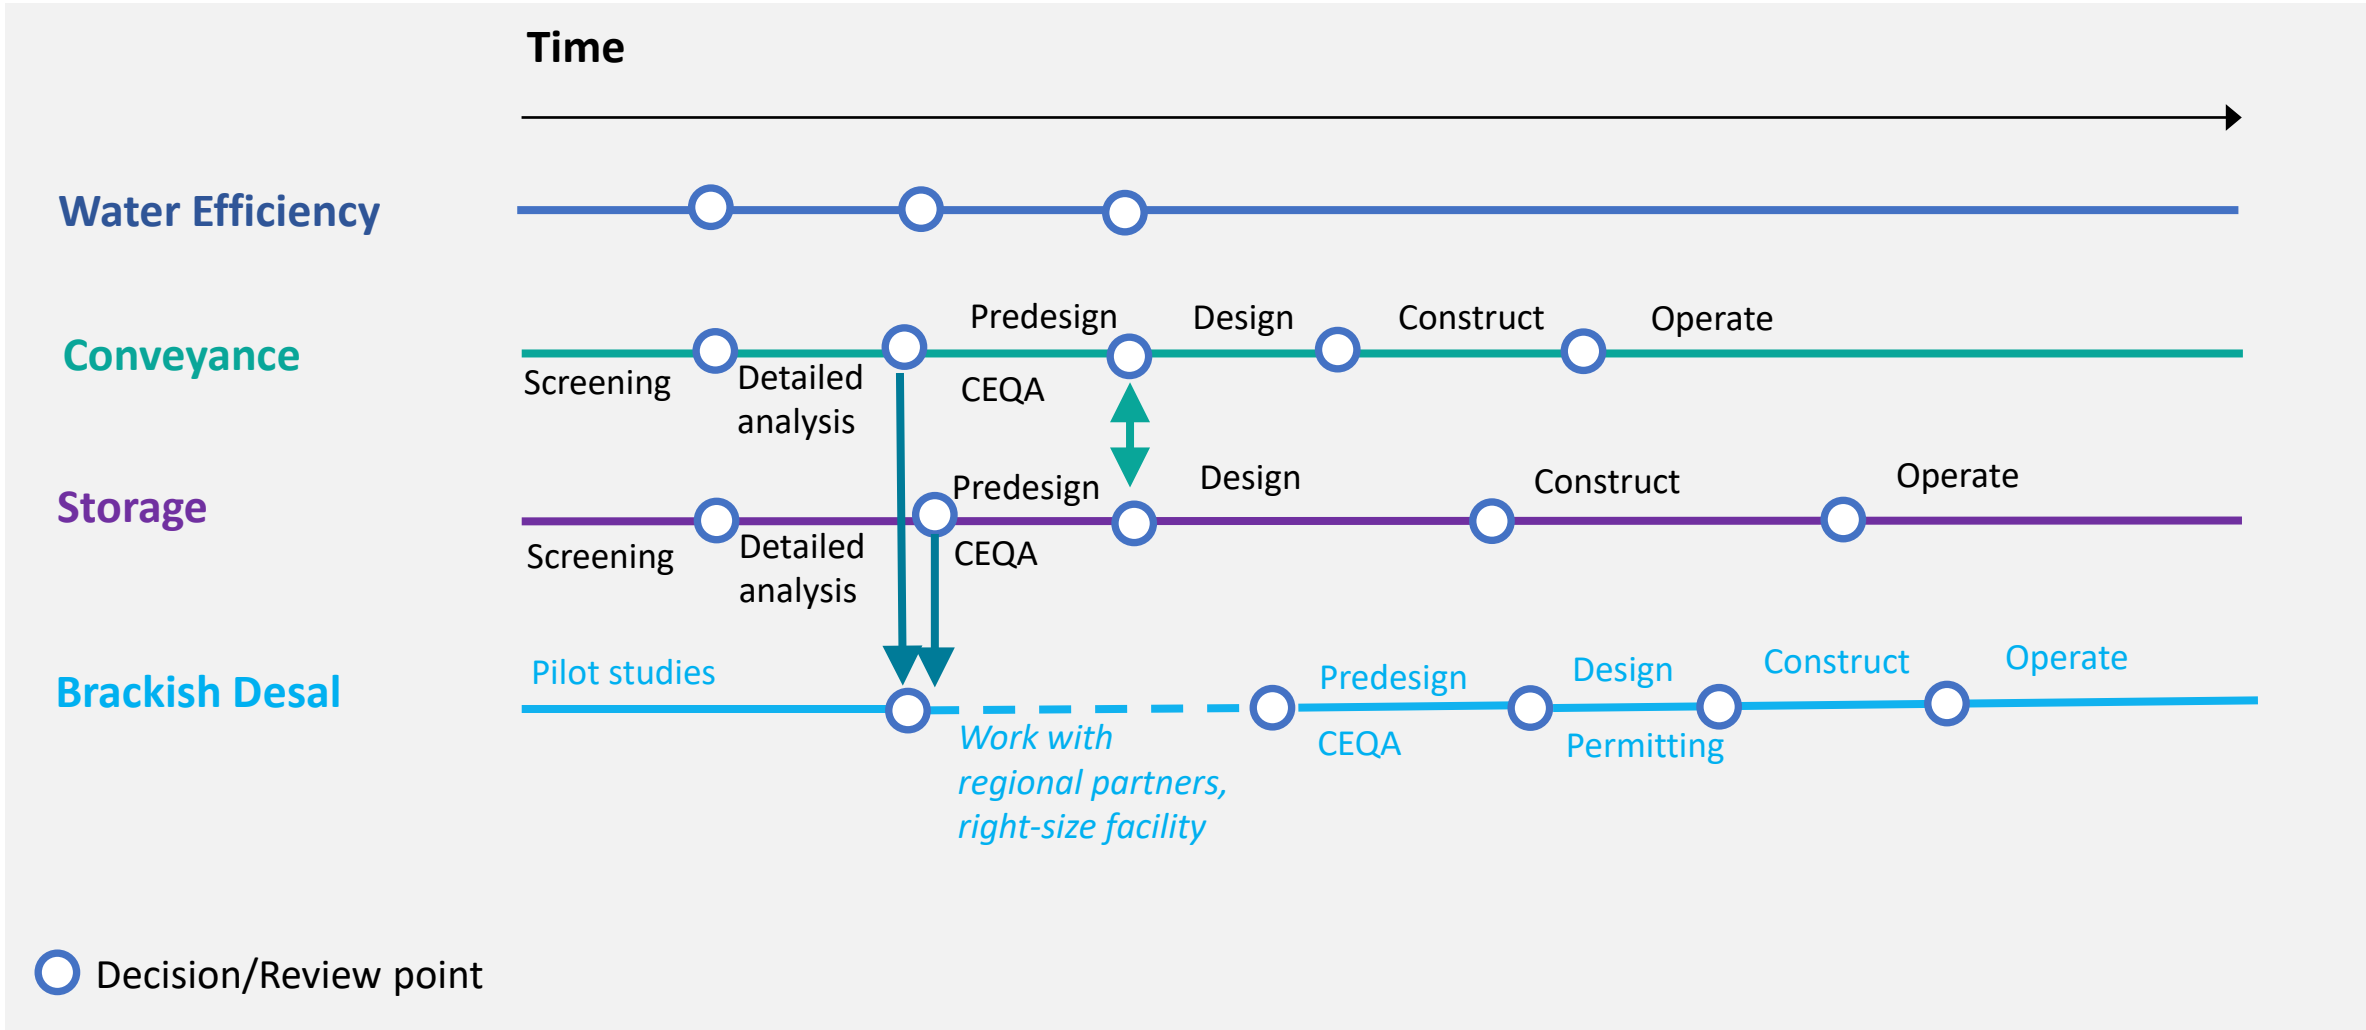 Time
Water Efficiency
Conveyance
Predesign
Design
Construct
Operate
Screening
Detailed
analysis
CEQA
Storage
Predesign
Design
Construct
Operate
Screening
Detailed
analysis
CEQA
Brackish Desal
Pilot studies
Work with
regional partners,
right-size facility
Predesign
CEQA
Design
Permitting
Construct
Operate
Decision/Review point